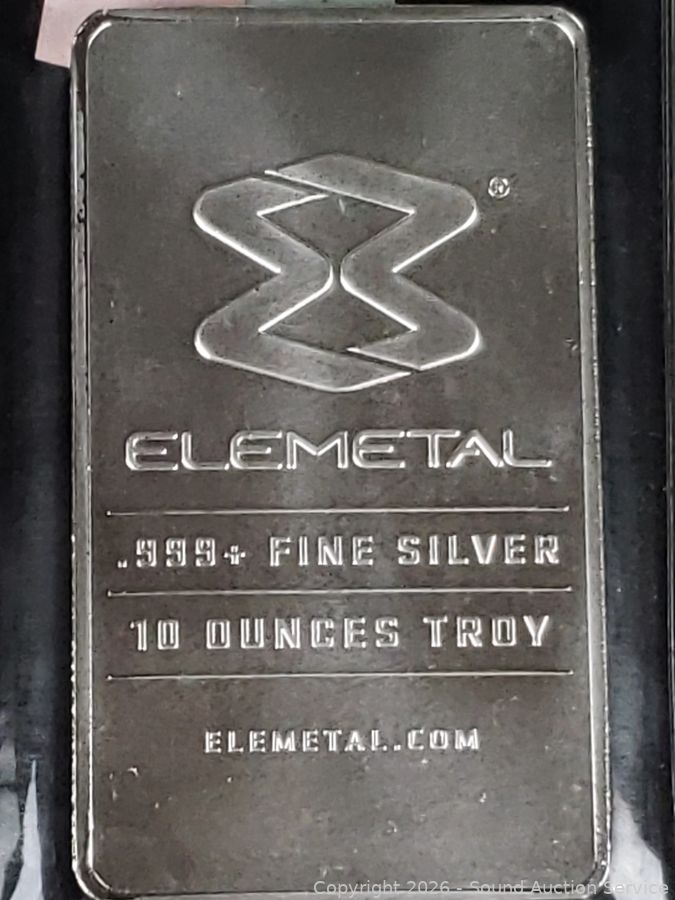 ®
ELEMETAL
.999+ FINE SILVER
10 OUNCES TROY
ELEMETAL.COM
Copyright 2026 - Sound Auction Service